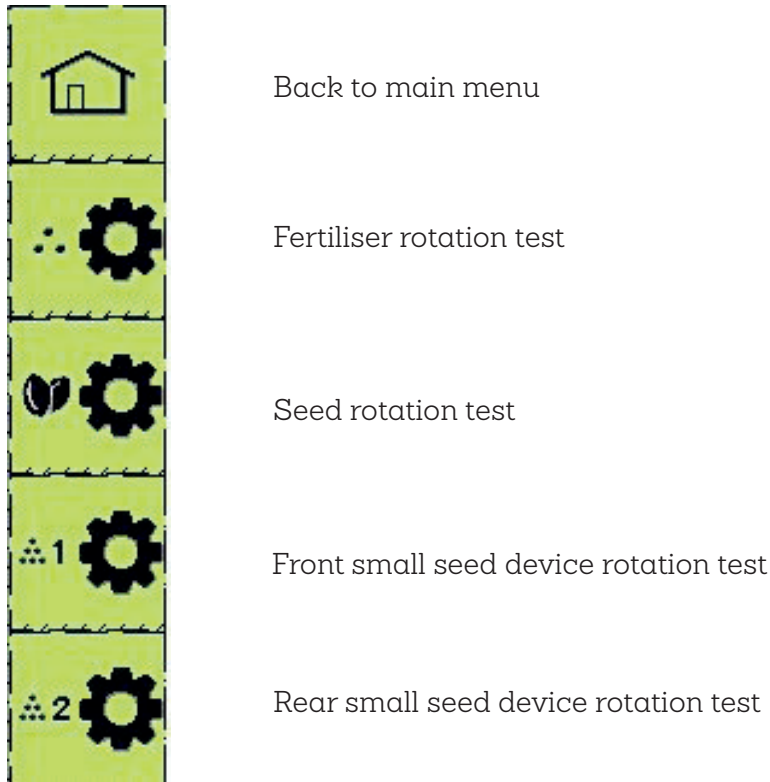 Back to main menu
Fertiliser rotation test
Seed rotation test
1
Front small seed device rotation test
2
Rear small seed device rotation test